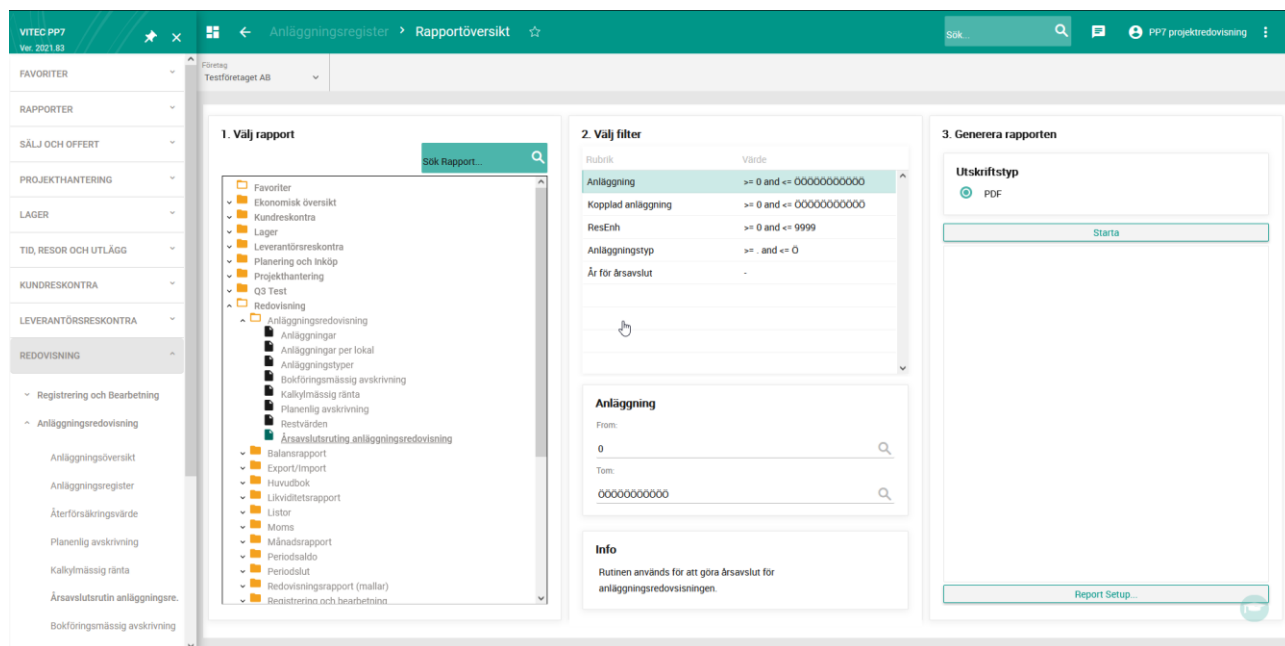 VITEC PP7
Ver. 2021.83
Anläggningsregister > Rapportöversikt
Sök...
PP7 projektredovisning
Företag
Testföretaget AB
FAVORITER
RAPPORTER
SÄLJ OCH OFFERT
PROJEKTHANTERING
LAGER
TID, RESOR OCH UTLÄGG
KUNDRESKONTRA
LEVERANTÖRSRESKONTRA
REDOVISNING
Registrering och Bearbetning
Anläggningsredovisning
Anläggningsöversikt
Anläggningsregister
Återförsäkringsvärde
Planenlig avskrivning
Kalkylmässig ränta
Årsavslutsrutin anläggningsre.
Bokföringsmässig avskrivning
1. Välj rapport
Sök Rapport...
Favoriter
Ekonomisk översikt
Kundreskontra
Lager
Leverantörsreskontra
Planering och Inköp
Projekthantering
Q3 Test
Redovisning
Anläggningsredovisning
Anläggningar
Anläggningar per lokal
Anläggningstyper
Bokföringsmässig avskrivning
Kalkylmässig ränta
Planenlig avskrivning
Restvärden
Årsavslutsruting anläggningsredovisning
Balansrapport
Export/Import
Huvudbok
Likviditetsrapport
Listor
Moms
Månadsrapport
Periodsaldo
Periodslut
Redovisningsrapport (mallar)
Registrering och bearbetning
2. Välj filter
Rubrik Värde
Anläggning >= 0 and <= ÖÖÖÖÖÖÖÖÖÖÖ
Kopplad anläggning >= 0 and <= ÖÖÖÖÖÖÖÖÖÖÖ
ResEnh >= 0 and <= 9999
Anläggningstyp >= . and <= Ö
År för årsavslut -
Anläggning
From:
0
Tom:
ÖÖÖÖÖÖÖÖÖÖÖ
Info
Rutinen används för att göra årsavslut för
anläggningsredovsisningen.
3. Generera rapporten
Utskriftstyp
PDF
Starta
Report Setup...